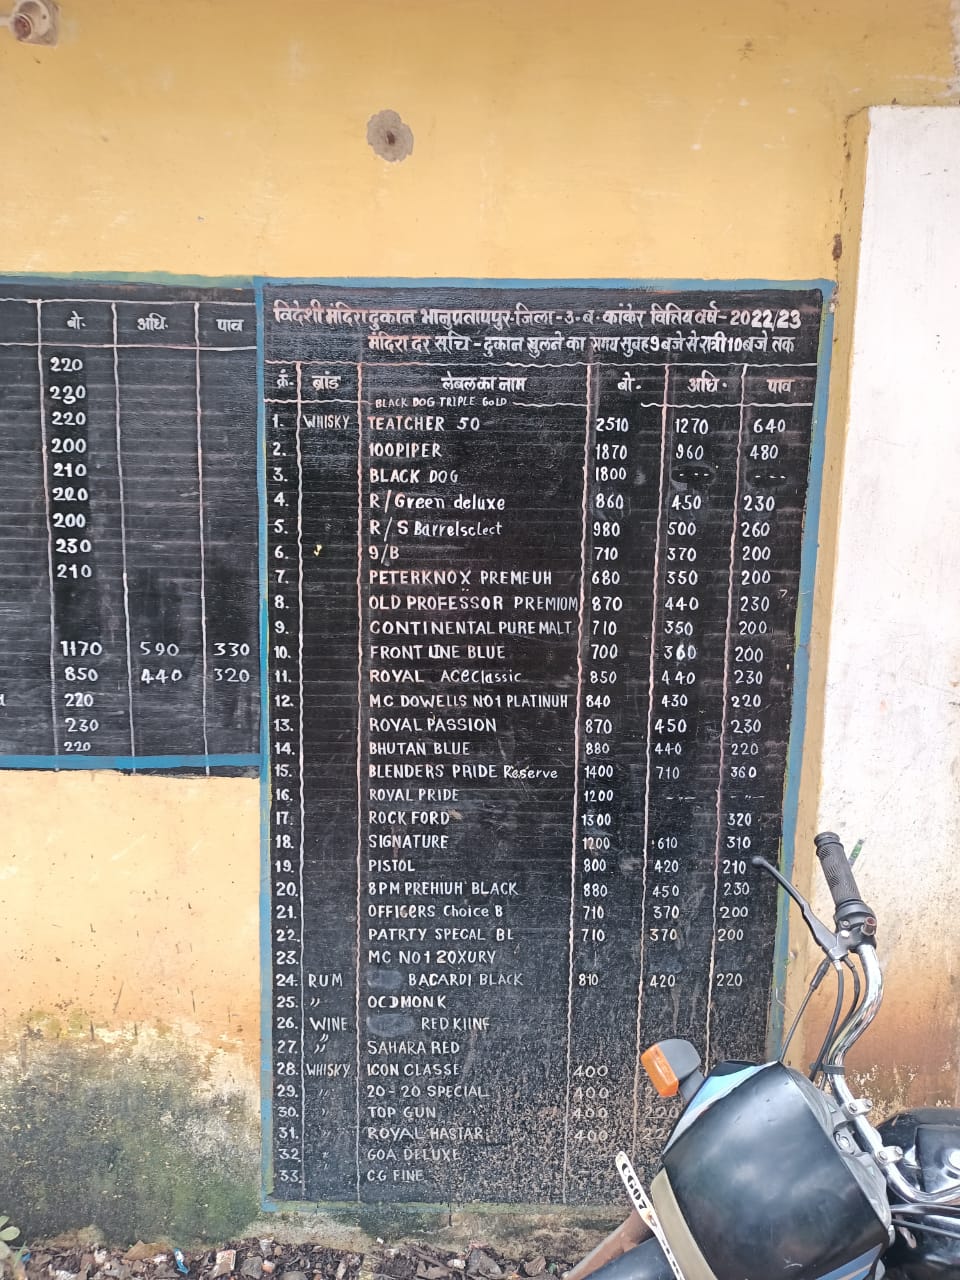 बो. अधि. पाव
220
230
220
200
210
220
200
230
210
1170 590 330
850 440 320
220
230
220
विदेशी मंदिरा दुकान भानुप्रतापपुर-जिला-उ.ब.कांकेर वित्तिय वर्ष-2022/23
मंदिरा दर सूचि-दुकान खुलने का समय सुबह 9 बजे से रात्री 10 बजे तक
क्रं. ब्रांड लेबल का नाम बो. अधि. पाव
BLACK DOG TRIPLE GOLD
1. WHISKY TEATCHER 50 2510 1270 640
2. 100PIPER 1870 960 480
3. BLACK DOG 1800 --- ---
4. R/Green deluxe 860 450 230
5. R/S Barrelsclect 980 500 260
6. 9/B 710 370 200
7. PETERKNOX PREMEUH 680 350 200
8. OLD PROFESSOR PREMIOM 870 440 230
9. CONTINENTAL PURE MALT 710 350 200
10. FRONT LINE BLUE 700 360 200
11. ROYAL Aceclassic 850 440 230
12. MC DOWELLS NO1 PLATINUH 840 430 220
13. ROYAL PASSION 870 450 230
14. BHUTAN BLUE 880 440 220
15. BLENDERS PRIDE Reserve 1400 710 360
16. ROYAL PRIDE 1200 --- ---
17. ROCK FORD 1300 320
18. SIGNATURE 1200 610 310
19. PISTOL 800 420 210
20. 8PM PREHIUH BLACK 880 450 230
21. OFFICERS Choice B 710 370 200
22. PATRTY SPECAL BL 710 370 200
23. MC NO1 20XURY
24. RUM BACARDI BLACK 810 420 220
25. " OCDMONK
26. WINE RED KIINE
27. " SAHARA RED
28. WHISKY ICON CLASSE 400
29. " 20-20 SPECIAL 400
30. " TOP GUN 400 220
31. " ROYAL HASTAR 400
32. " GOA DELUXE
33. CG FINE
CG07